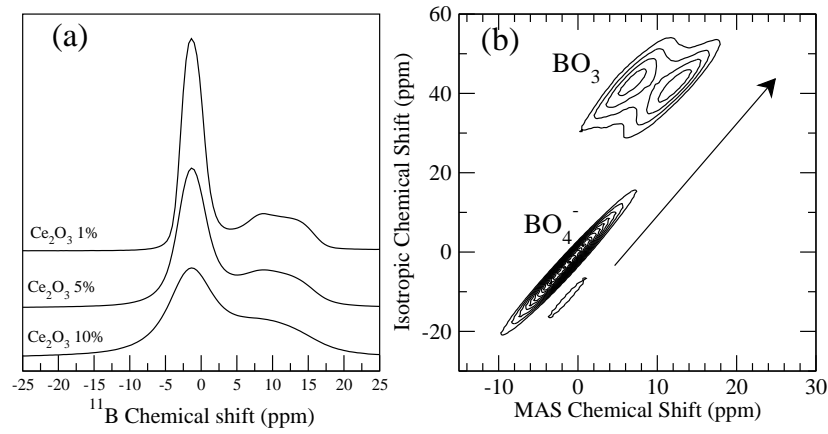 (a)
Ce₂O₃ 1%
Ce₂O₃ 5%
Ce₂O₃ 10%
-25 -20 -15 -10 -5 0 5 10 15 20 25
¹¹B Chemical shift (ppm)
(b)
60
40
20
0
-20
Isotropic Chemical Shift (ppm)
BO₃
BO₄⁻
-10 0 10 20 30
MAS Chemical Shift (ppm)